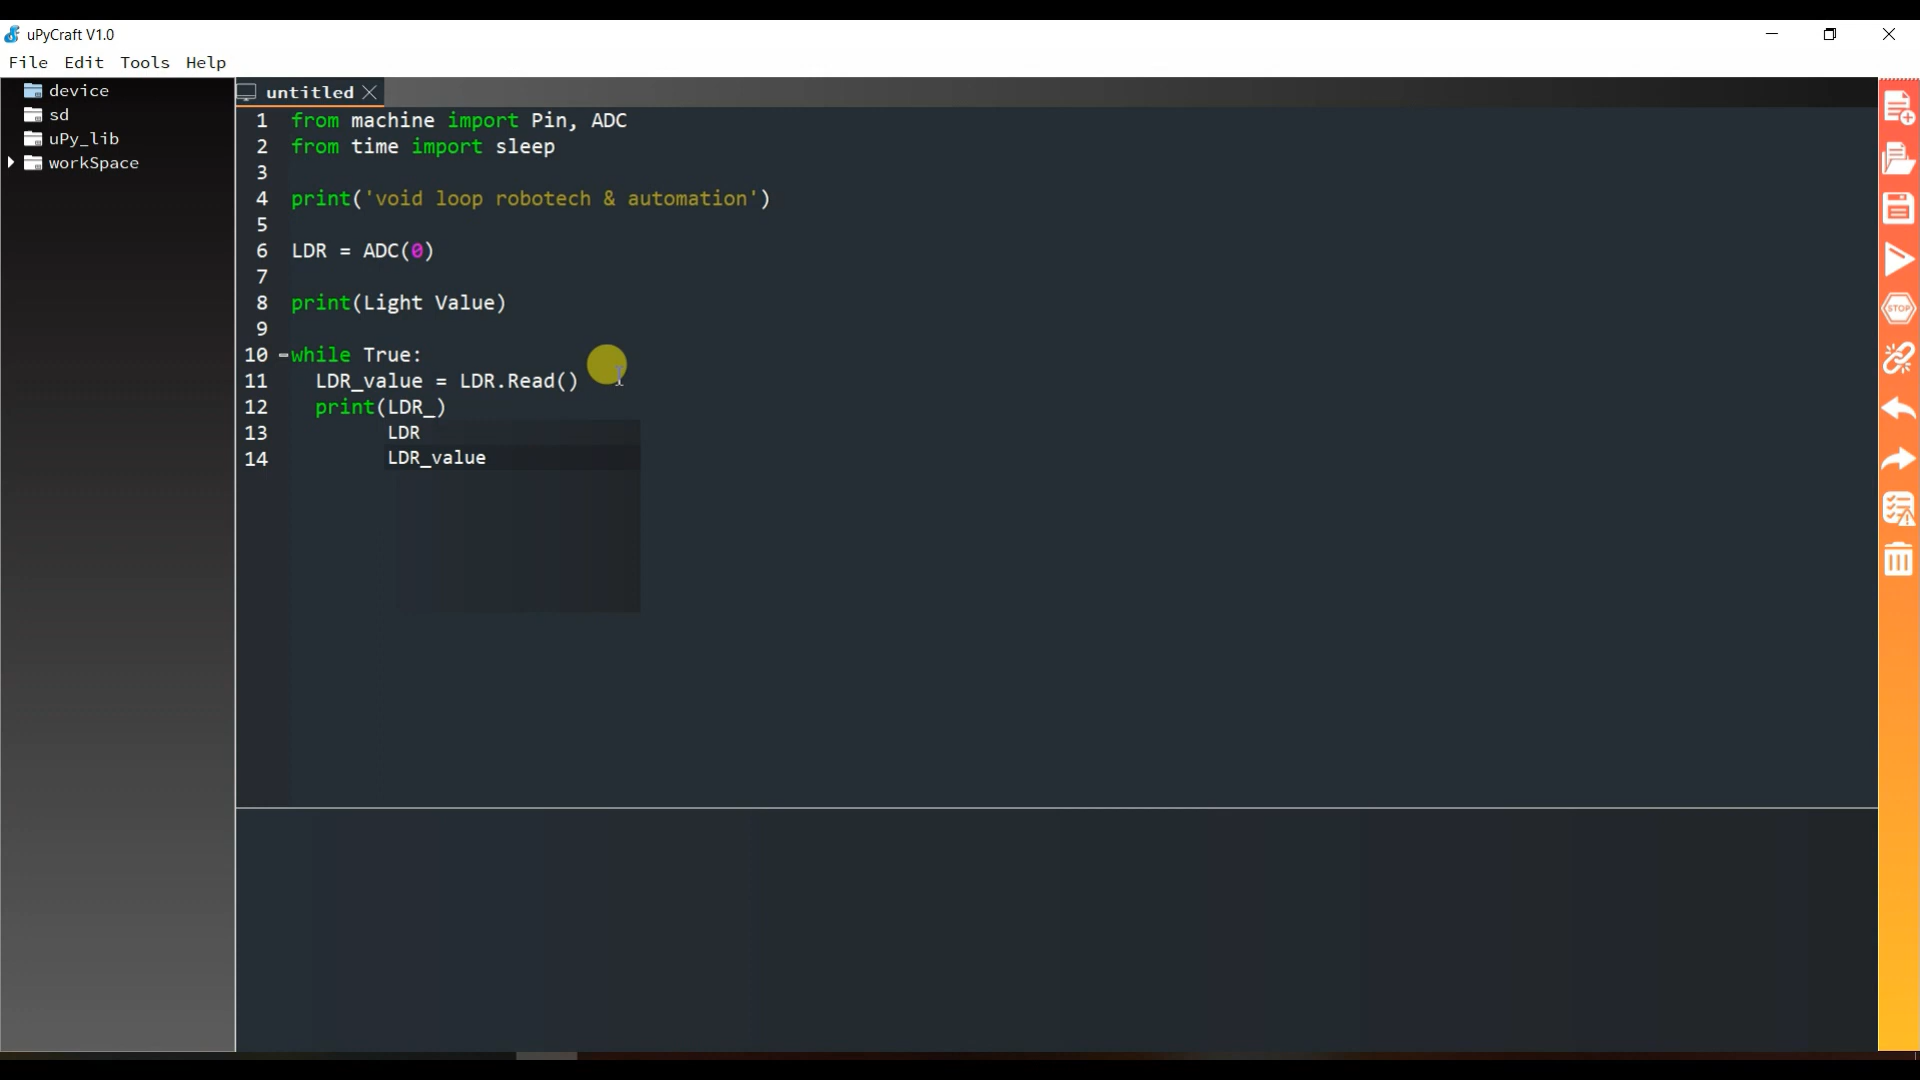 uPyCraft V1.0
File Edit Tools Help
device
sd
uPy_lib
workSpace
untitled
1 from machine import Pin, ADC
2 from time import sleep
3
4 print('void loop robotech & automation')
5
6 LDR = ADC(0)
7
8 print(Light Value)
9
10 while True:
11 LDR_value = LDR.Read()
12 print(LDR_)
13
14
LDR
LDR_value
STOP